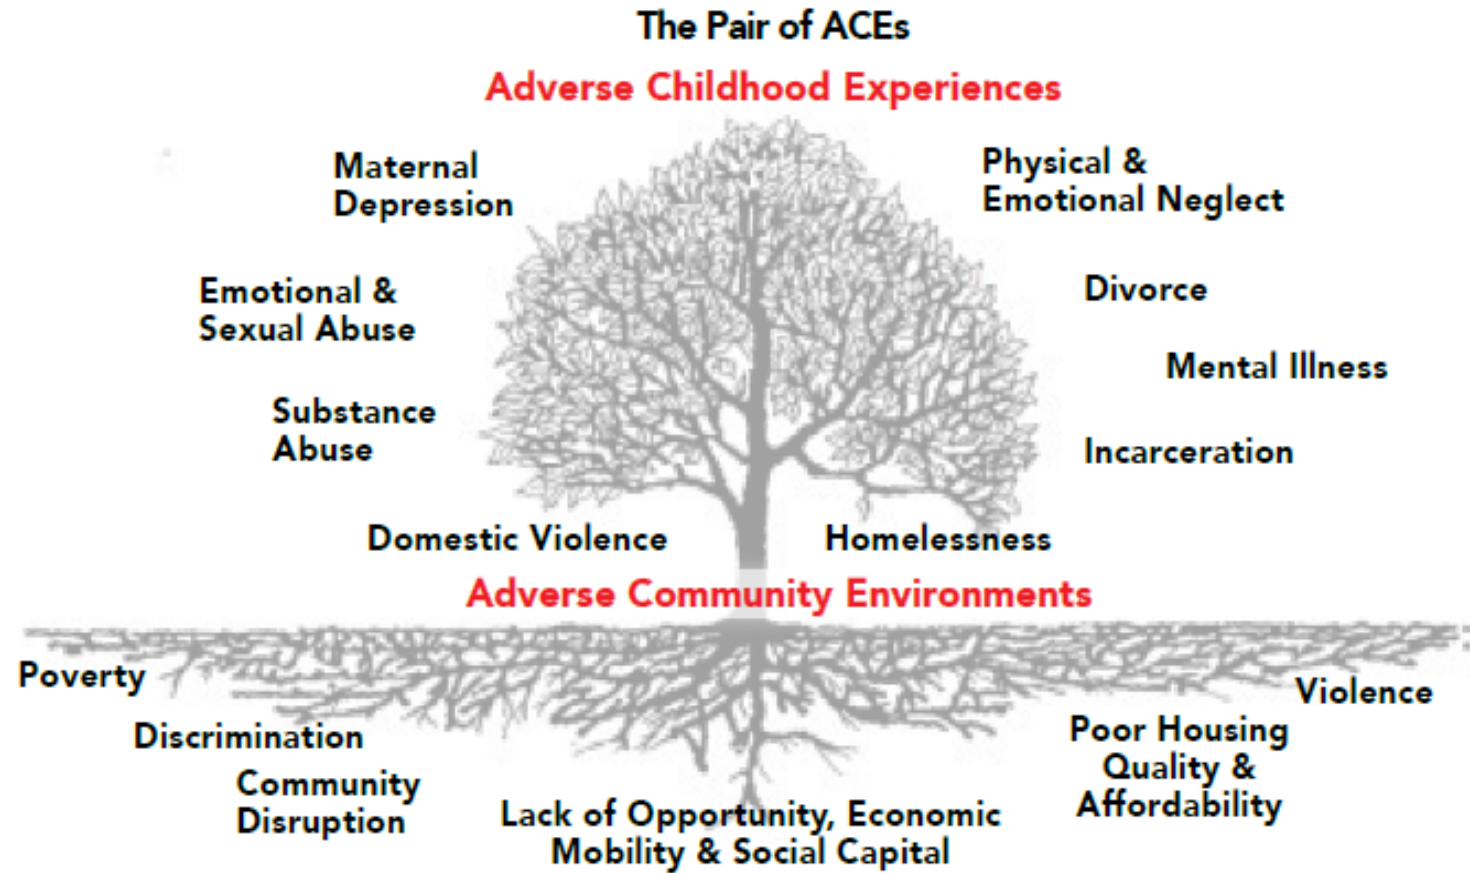 The Pair of ACEs
Adverse Childhood Experiences
Maternal
Depression
Physical &
Emotional Neglect
Emotional &
Sexual Abuse
Divorce
Mental Illness
Substance
Abuse
Incarceration
Domestic Violence
Homelessness
Adverse Community Environments
Poverty
Violence
Discrimination
Poor Housing
Quality &
Affordability
Community
Disruption
Lack of Opportunity, Economic
Mobility & Social Capital